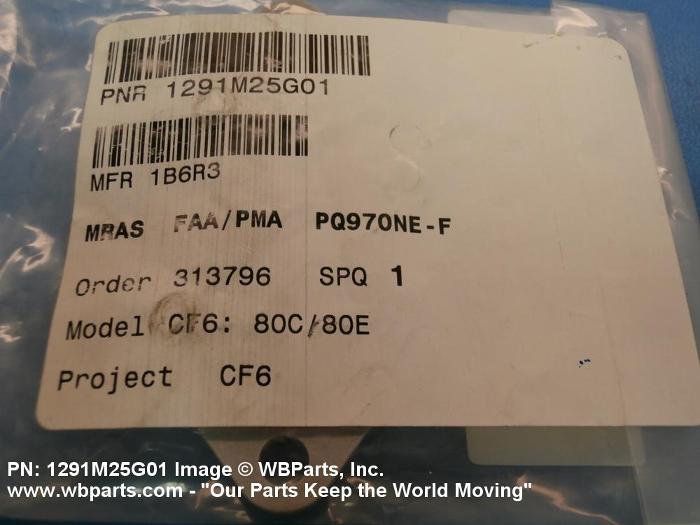 PNR 1291M25G01
MFR 1B6R3
MRAS FAA/PMA PQ970NE-F
Order 313796 SPQ 1
Model CF6: 80C/80E
Project CF6
PN: 1291M25G01 Image © WBParts, Inc.
www.wbparts.com - "Our Parts Keep the World Moving"